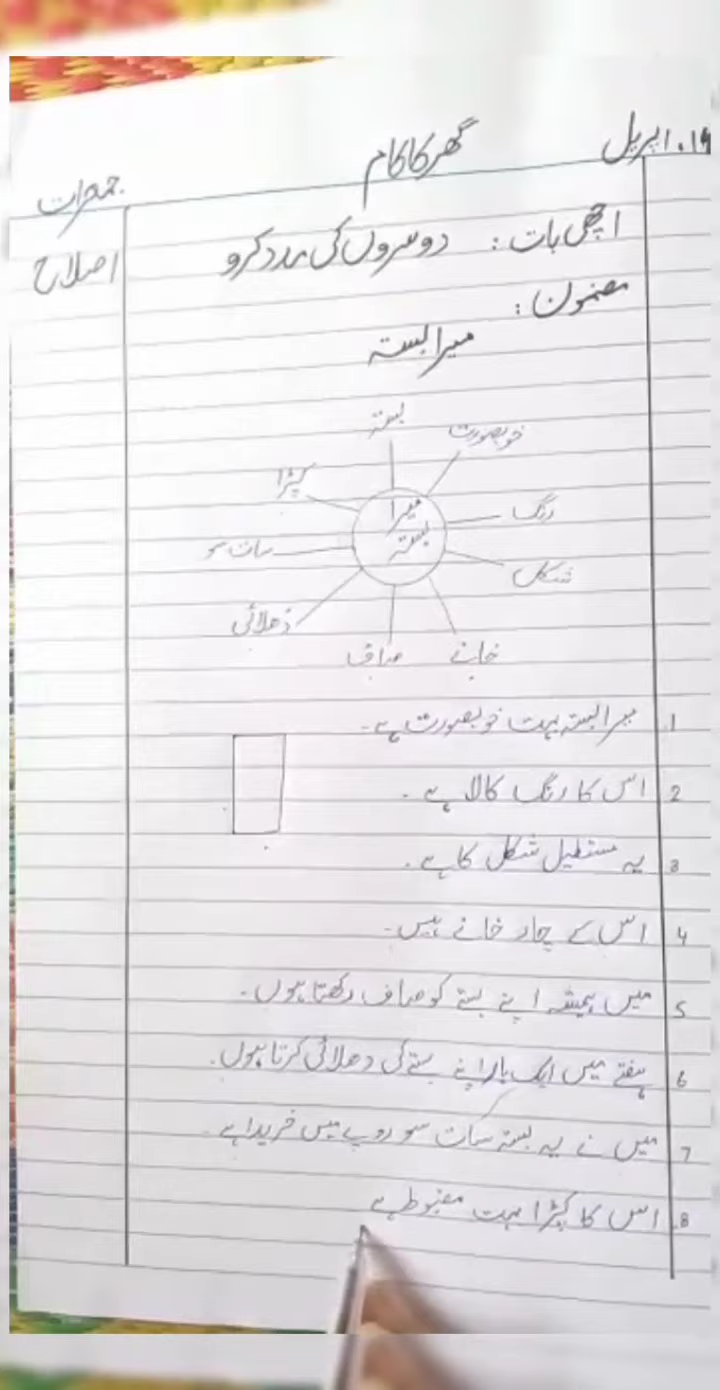 ۱۴، اپریل گھر کا کام جمعرات
اچھی بات: دوسروں کی مدد کرو
اصلاح
مضمون:
میرا بستہ
بستہ
خوبصورت
کپڑا
رنگ
میرا بستہ
سات سو
شکل
دھلائی
خانے
صاف
1. میرا بستہ بہت خوبصورت ہے۔
2 اس کا رنگ کالا ہے۔
3 یہ مستطیل شکل کا ہے۔
4 اس کے چار خانے ہیں۔
5 میں ہمیشہ اپنے بستے کو صاف رکھتا ہوں۔
6 ہفتے میں ایک بار اپنے بستے کی دھلائی کرتا ہوں۔
7 میں نے یہ بستہ سات سو روپے میں خریدا ہے۔
8. اس کا کپڑا بہت مضبوط ہے